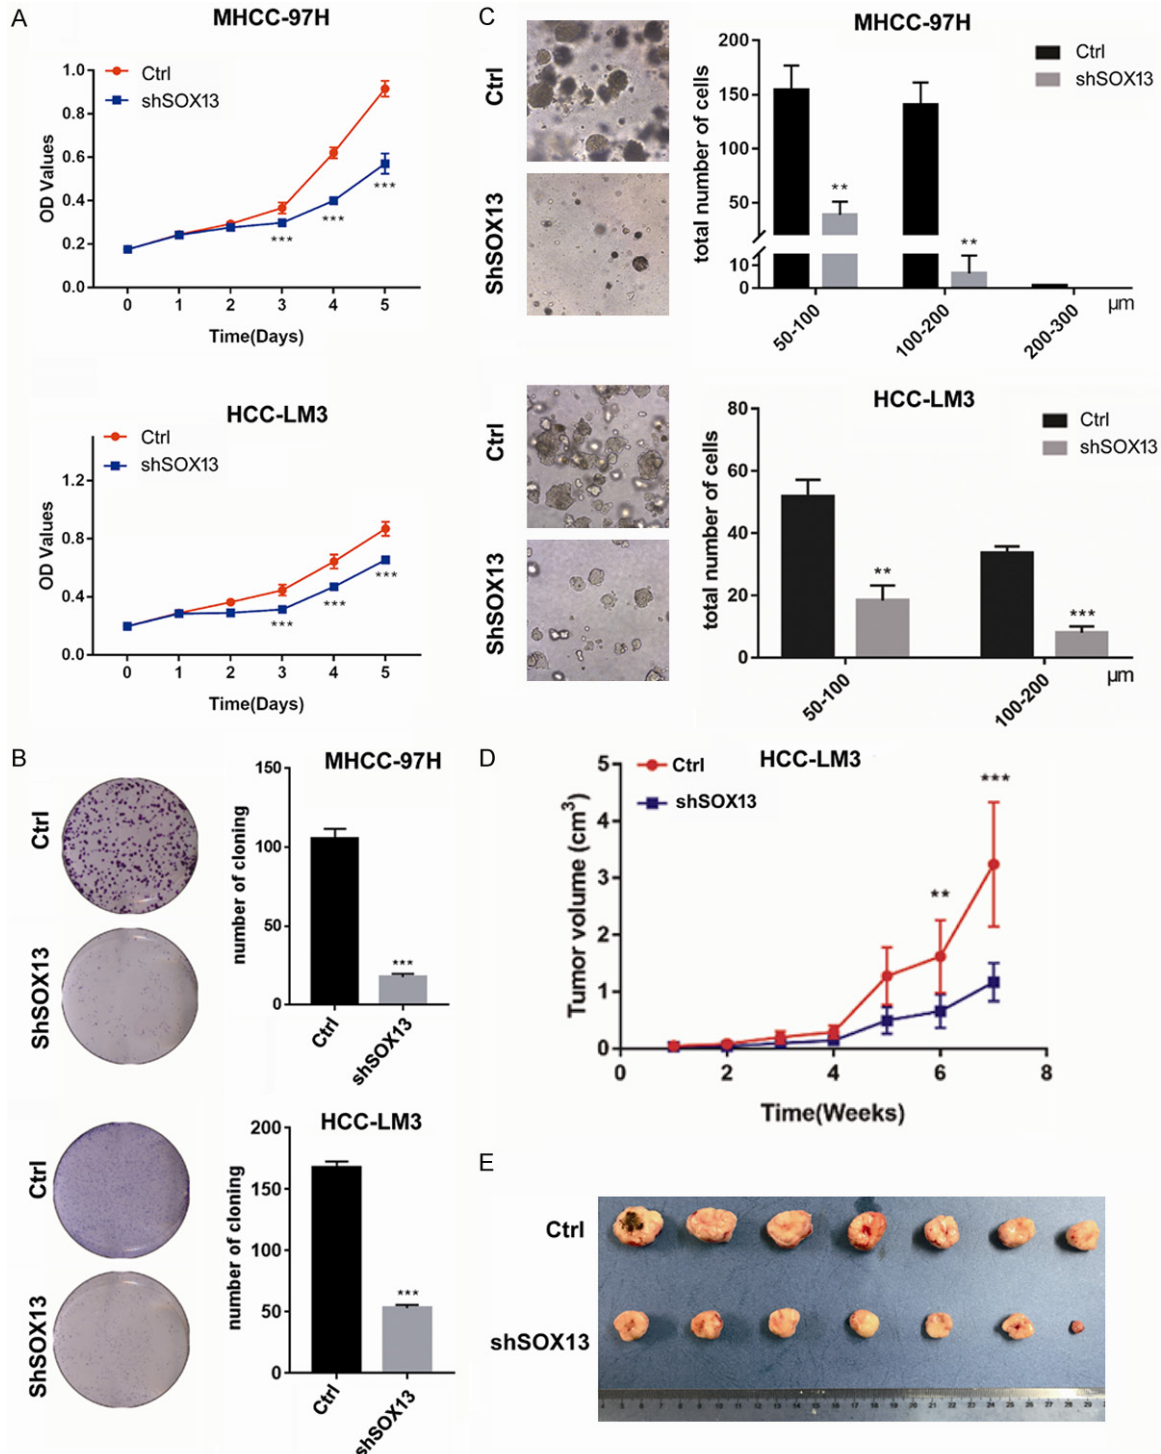 A
MHCC-97H
1.0
0.8
0.6
0.4
0.2
0.0
OD Values
Ctrl
shSOX13
***
***
***
0 1 2 3 4 5
Time(Days)
HCC-LM3
1.2
0.8
0.4
0.0
OD Values
Ctrl
shSOX13
***
***
***
0 1 2 3 4 5
Time(Days)
B
Ctrl
ShSOX13
MHCC-97H
150
100
50
0
number of cloning
***
Ctrl
shSOX13
Ctrl
ShSOX13
HCC-LM3
200
150
100
50
0
number of cloning
***
Ctrl
shSOX13
C
Ctrl
ShSOX13
MHCC-97H
200
150
100
50
10
0
total number of cells
Ctrl
shSOX13
**
**
50-100
100-200
200-300
μm
Ctrl
ShSOX13
HCC-LM3
80
60
40
20
0
total number of cells
Ctrl
shSOX13
**
***
50-100
100-200
μm
D
HCC-LM3
5
4
3
2
1
0
Tumor volume (cm3)
Ctrl
shSOX13
**
***
0 2 4 6 8
Time(Weeks)
E
Ctrl
shSOX13